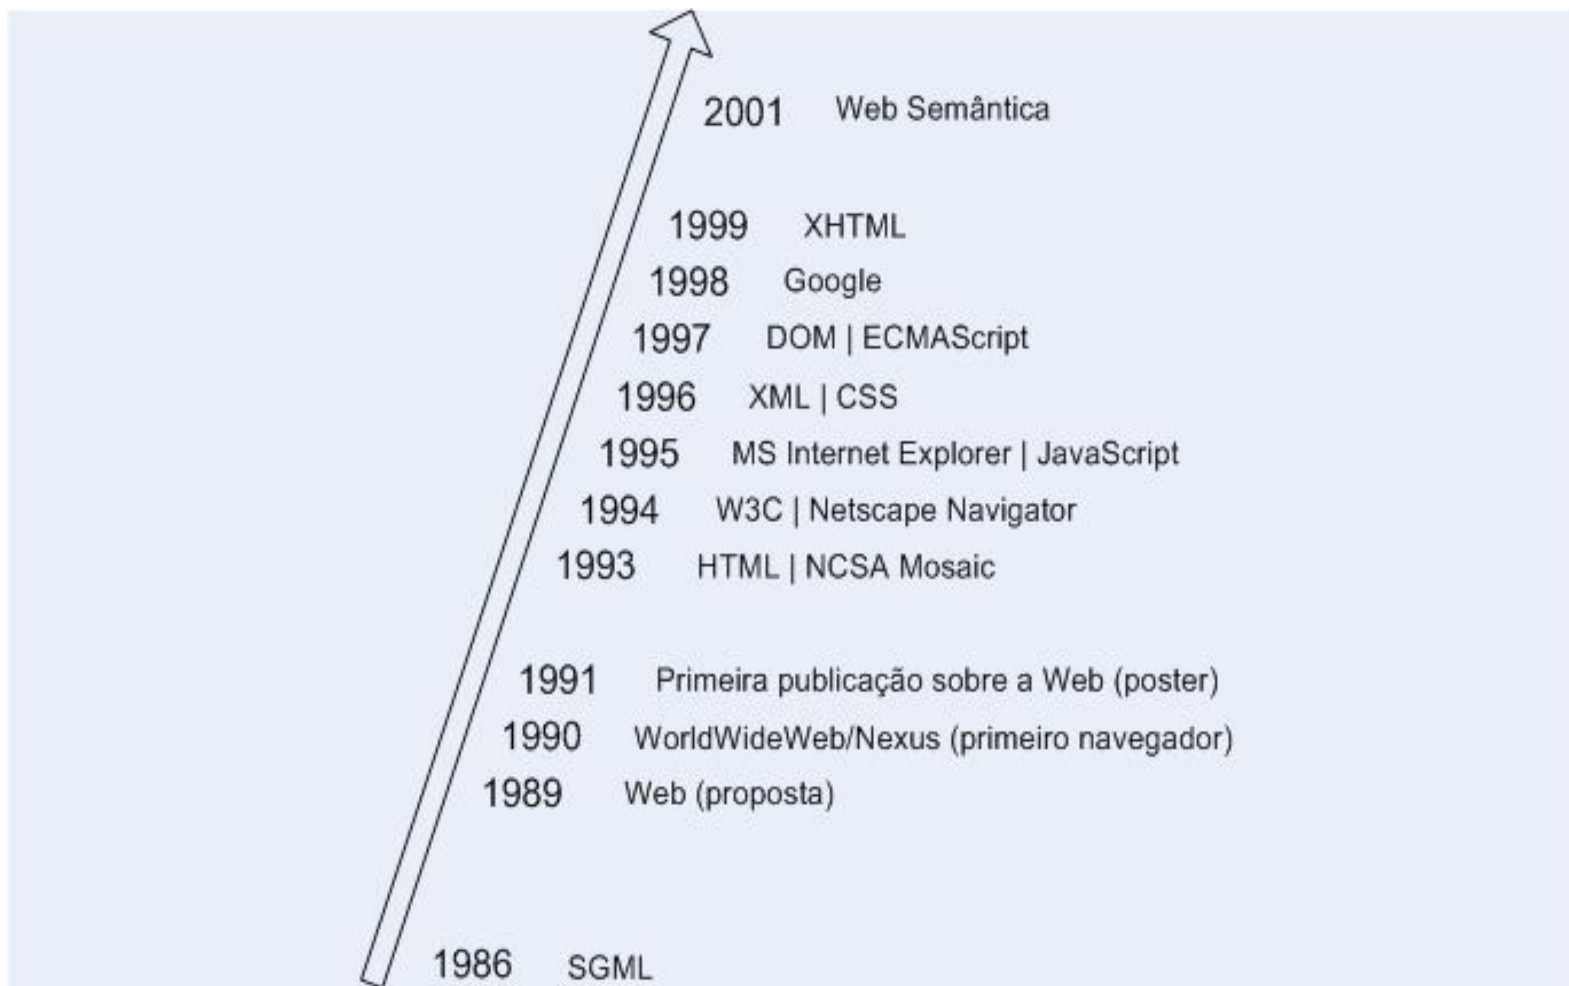 2001 Web Semântica
1999 XHTML
1998 Google
1997 DOM | ECMAScript
1996 XML | CSS
1995 MS Internet Explorer | JavaScript
1994 W3C | Netscape Navigator
1993 HTML | NCSA Mosaic
1991 Primeira publicação sobre a Web (poster)
1990 WorldWideWeb/Nexus (primeiro navegador)
1989 Web (proposta)
1986 SGML